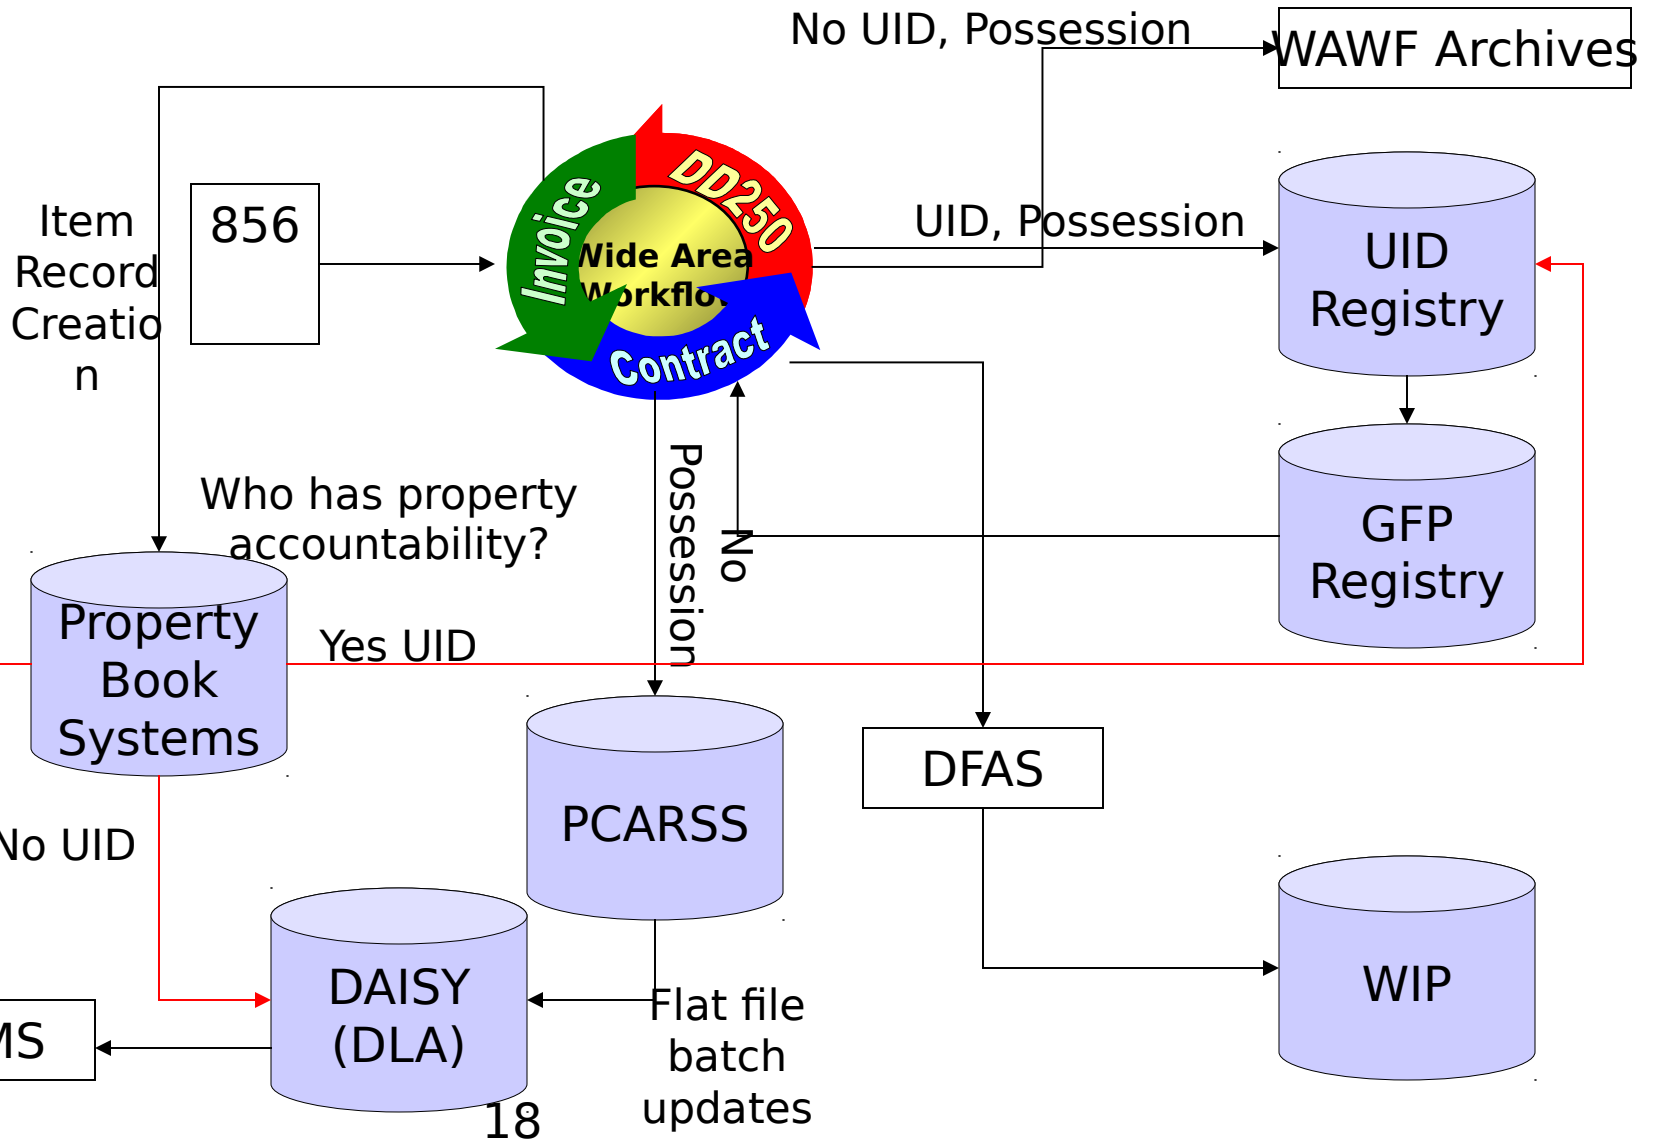 No UID, Possession
WAWF Archives
856
Item
Record
Creatio
n
Invoice
DD250
Wide Area
Workflow
Contract
UID, Possession
UID
Registry
Possession
No
Who has property
accountability?
GFP
Registry
Property
Book
Systems
Yes UID
PCARSS
DFAS
No UID
DAISY
(DLA)
Flat file
batch
updates
WIP
MS
18